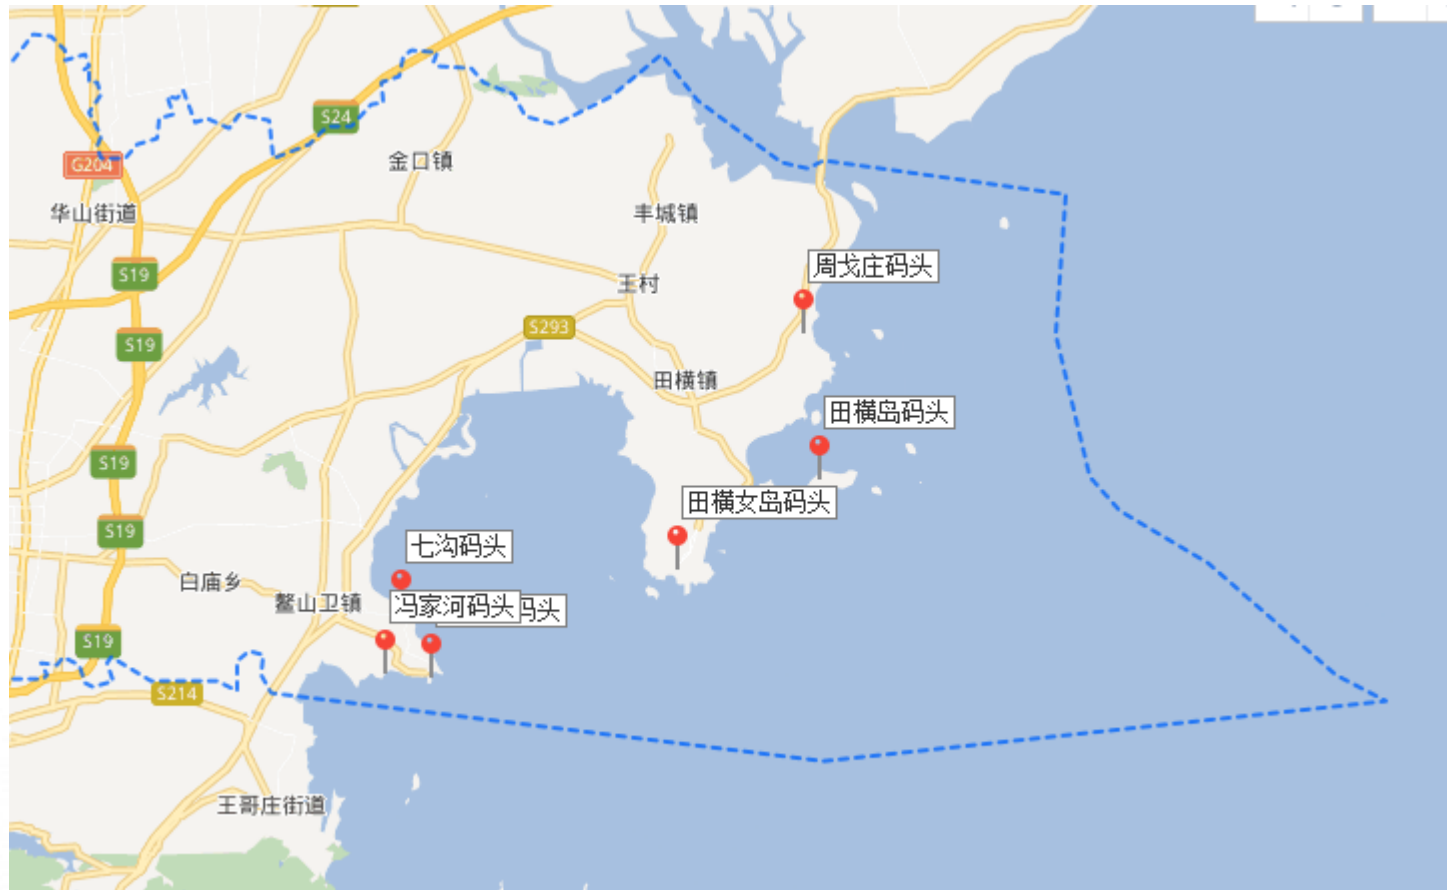 S24
金口镇
G204
华山街道
丰城镇
周戈庄码头
S19
王村
S293
S19
田横镇
田横岛码头
S19
田横女岛码头
S19
七沟码头
白庙乡
鳌山卫镇
冯家河码头
码头
S19
S214
王哥庄街道